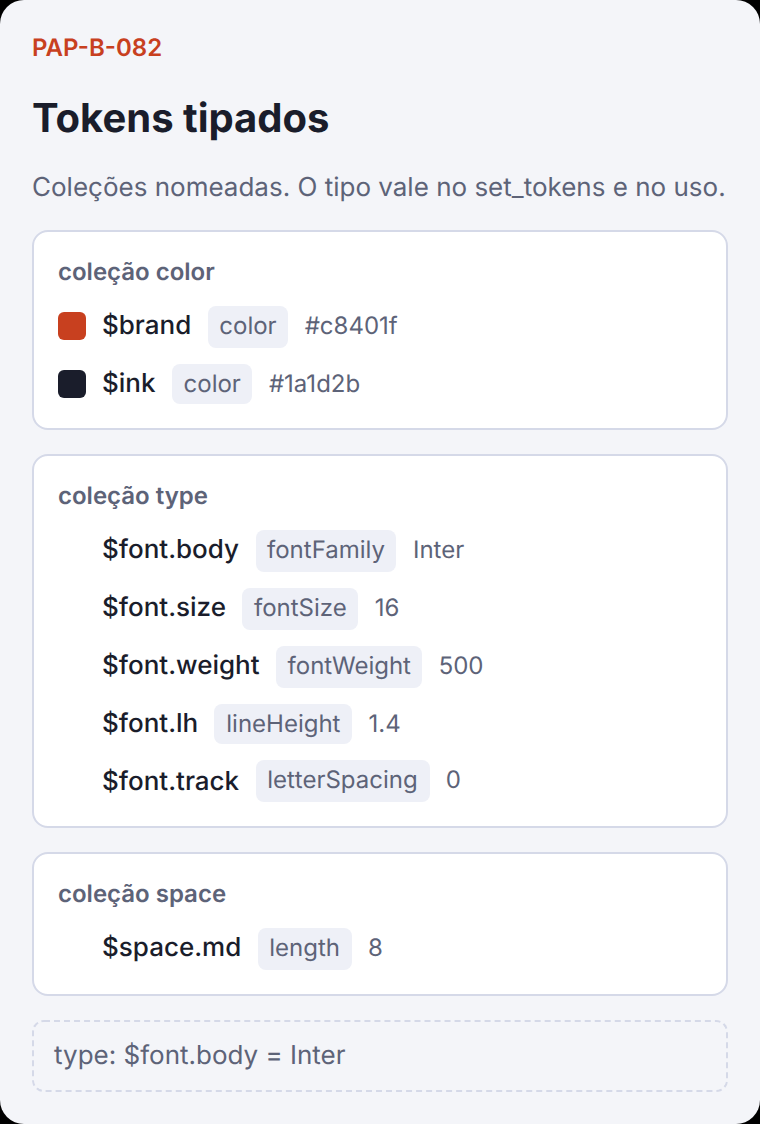 PAP-B-082
Tokens tipados
Coleções nomeadas. O tipo vale no set_tokens e no uso.
coleção color
$brand color #c8401f
$ink color #1a1d2b
coleção type
$font.body fontFamily Inter
$font.size fontSize 16
$font.weight fontWeight 500
$font.lh lineHeight 1.4
$font.track letterSpacing 0
coleção space
$space.md length 8
type: $font.body = Inter